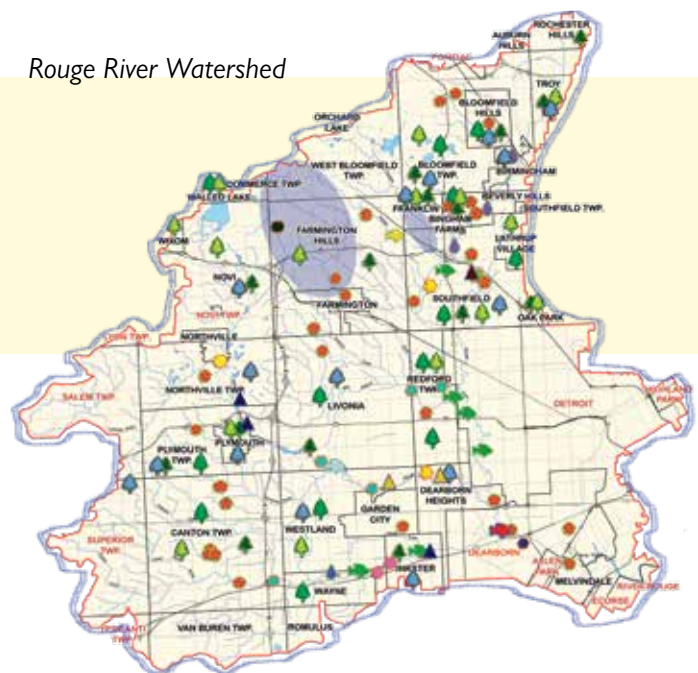 Rouge River Watershed
ROCHESTER
HILLS
AUBURN
HILLS
PONTIAC
TROY
BLOOMFIELD
HILLS
ORCHARD
LAKE
WEST BLOOMFIELD
TWP.
BLOOMFIELD
TWP.
BIRMINGHAM
COMMERCE TWP.
WALLED LAKE
FRANKLIN
BEVERLY HILLS
BINGHAM
FARMS
SOUTHFIELD TWP.
WIXOM
FARMINGTON
HILLS
LATHRUP
VILLAGE
NOVI
FARMINGTON
SOUTHFIELD
OAK PARK
NOVI TWP.
LYON TWP.
NORTHVILLE
NORTHVILLE TWP.
REDFORD
TWP.
HIGHLAND
PARK
SALEM TWP.
LIVONIA
DETROIT
PLYMOUTH
TWP.
PLYMOUTH
DEARBORN
HEIGHTS
GARDEN
CITY
CANTON TWP.
WESTLAND
SUPERIOR
TWP.
DEARBORN
ALLEN
PARK
MELVINDALE
INKSTER
RIVER ROUGE
ECORSE
WAYNE
YPSILANTI
TWP.
VAN BUREN TWP.
ROMULUS